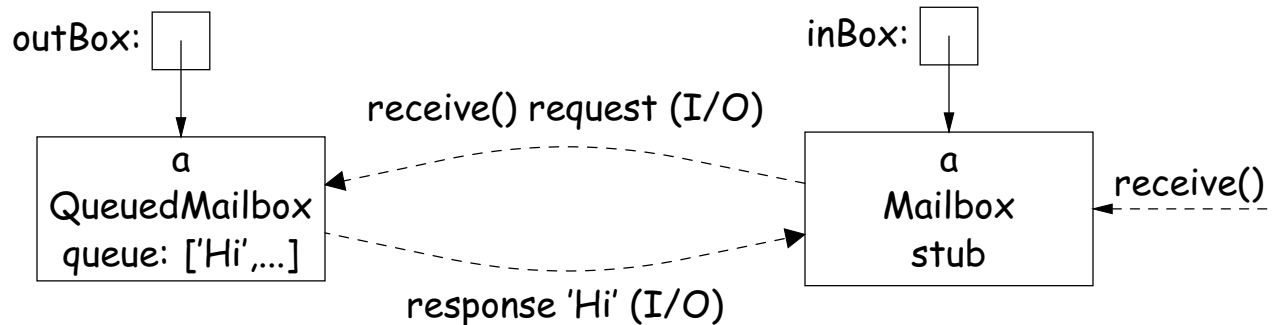 outBox:
inBox:
receive() request (I/O)
a
QueuedMailbox
queue: ['Hi',...]
a
Mailbox
stub
receive()
response 'Hi' (I/O)